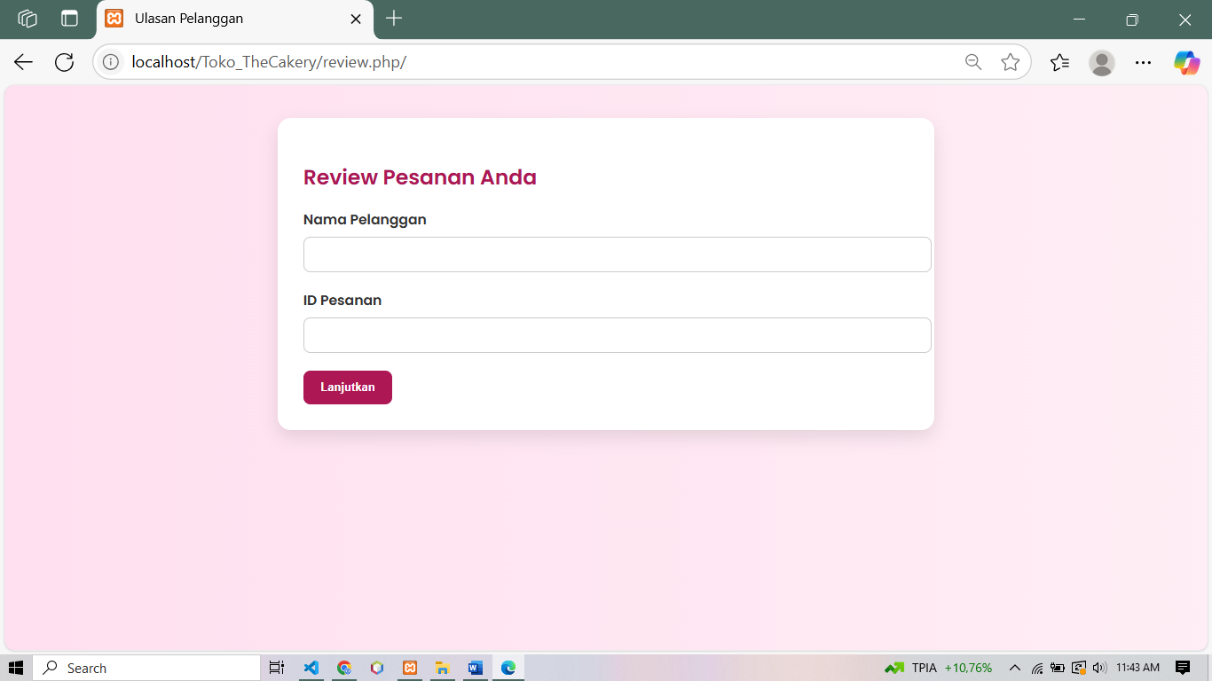 Ulasan Pelanggan
localhost/Toko_TheCakery/review.php/
Review Pesanan Anda
Nama Pelanggan
ID Pesanan
Lanjutkan
Search
TPIA +10,76%
11:43 AM